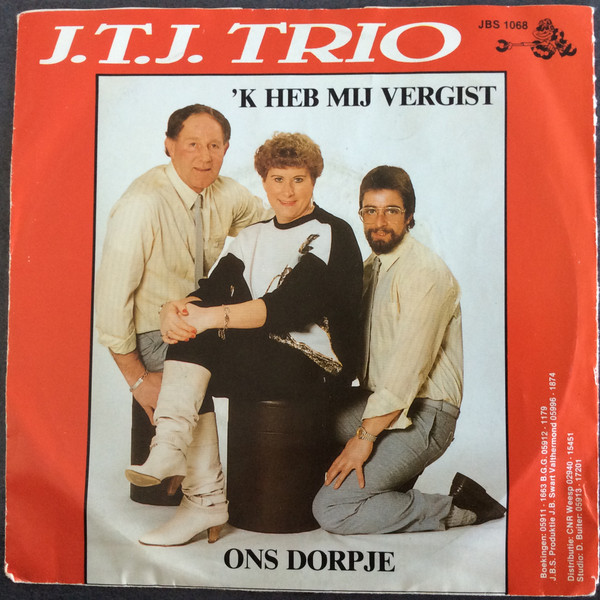 J.T.J. TRIO
JBS 1068
'K HEB MIJ VERGIST
ONS DORPJE
Boekingen: 05911 - 1663 B.G.G. 05912 - 1179
J.B.S. Produktie J.B. Swart Valthermond 05996 - 1874
Distributie: CNR Weesp 02940 - 15451
Studio: D. Buiter: 05913 - 17201